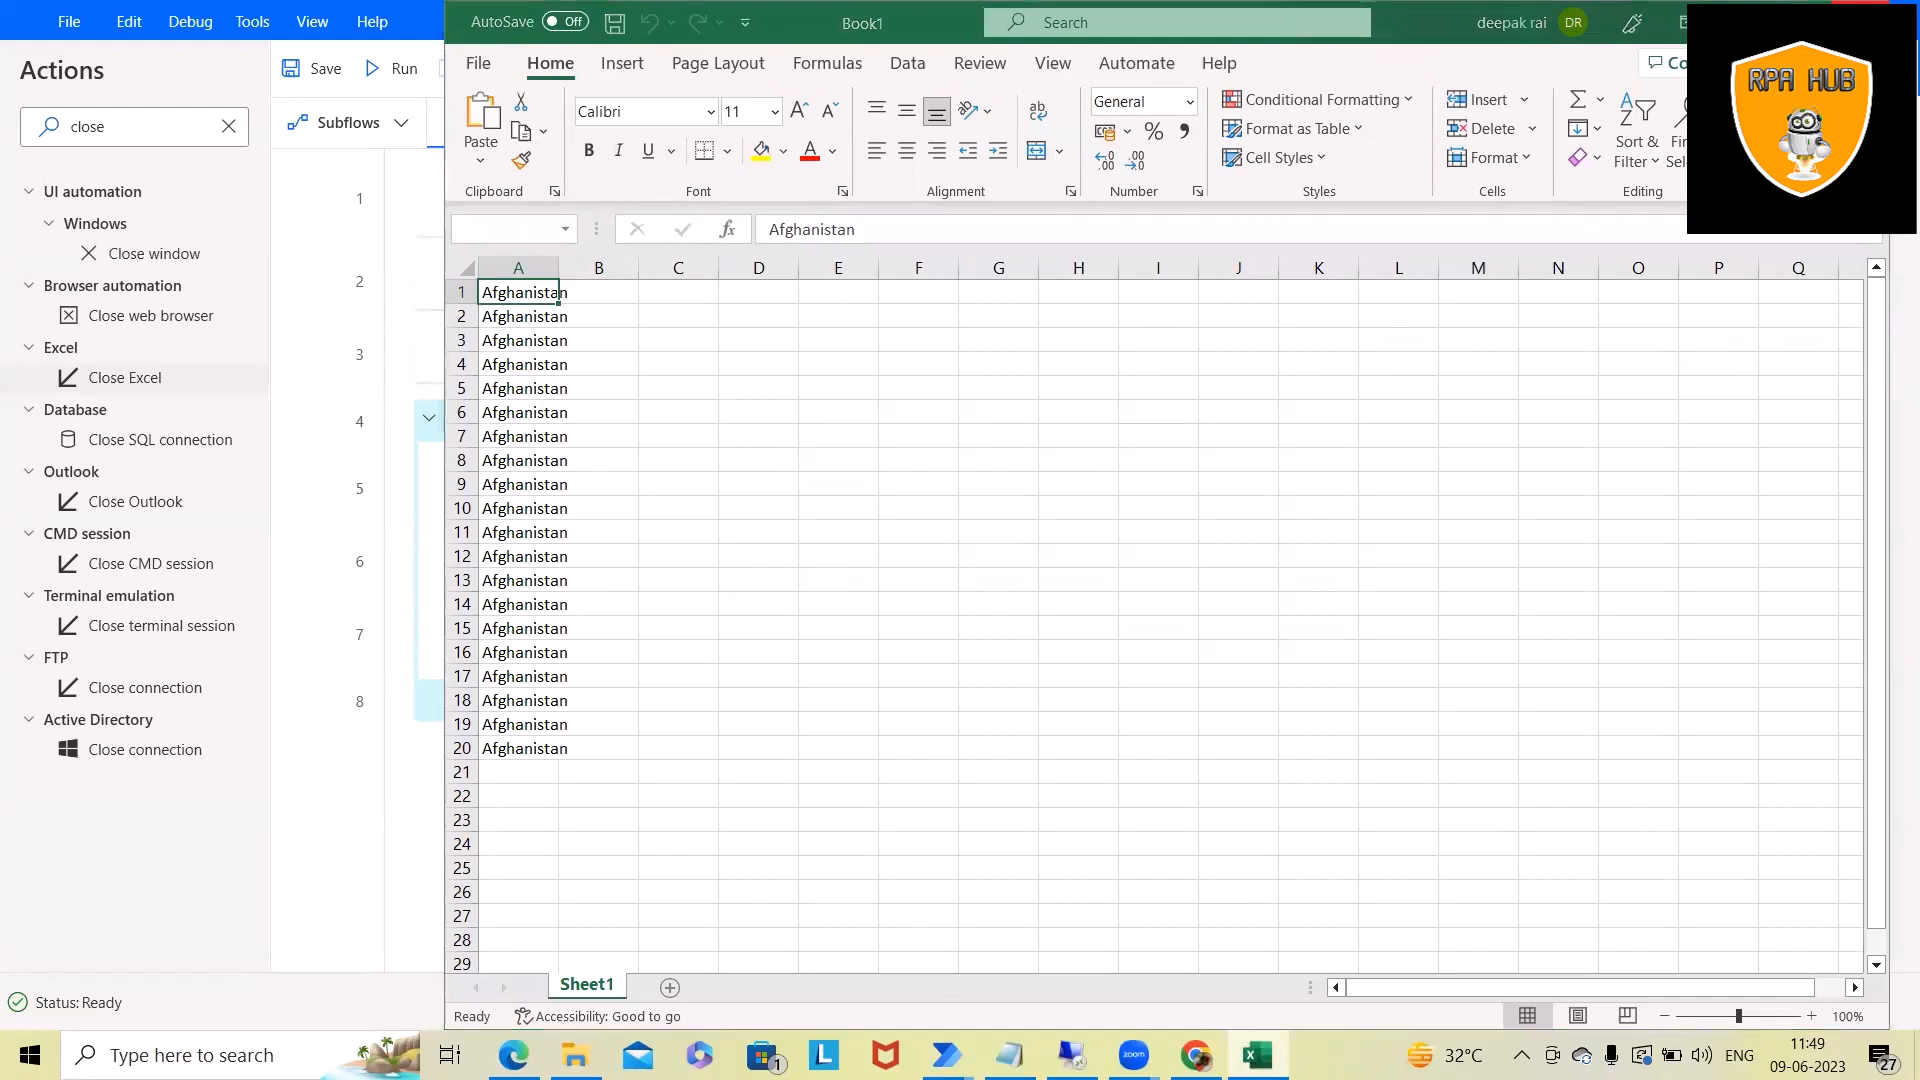 File Edit Debug Tools View Help
AutoSave Off Book1 Search deepak rai DR
Actions
Save Run
close
Subflows
UI automation
Windows
Close window
Browser automation
Close web browser
Excel
Close Excel
Database
Close SQL connection
Outlook
Close Outlook
CMD session
Close CMD session
Terminal emulation
Close terminal session
FTP
Close connection
Active Directory
Close connection
Status: Ready
1
2
3
4
5
6
7
8
File Home Insert Page Layout Formulas Data Review View Automate Help Co
Paste
Calibri 11
B I U
General
Conditional Formatting
Format as Table
Cell Styles
Insert
Delete
Format
Sort &
Filter
Clipboard Font Alignment Number Styles Cells Editing
RPA HUB
fx Afghanistan
A B C D E F G H I J K L M N O P Q
1 Afghanistan
2 Afghanistan
3 Afghanistan
4 Afghanistan
5 Afghanistan
6 Afghanistan
7 Afghanistan
8 Afghanistan
9 Afghanistan
10 Afghanistan
11 Afghanistan
12 Afghanistan
13 Afghanistan
14 Afghanistan
15 Afghanistan
16 Afghanistan
17 Afghanistan
18 Afghanistan
19 Afghanistan
20 Afghanistan
21
22
23
24
25
26
27
28
29
Sheet1
Ready Accessibility: Good to go 100%
Type here to search 1 L zoom 32°C ENG 11:49
09-06-2023 27